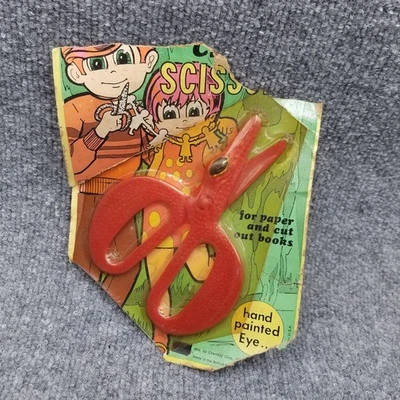 SCISS
for paper
and cut
out books
hand
painted
Eye..